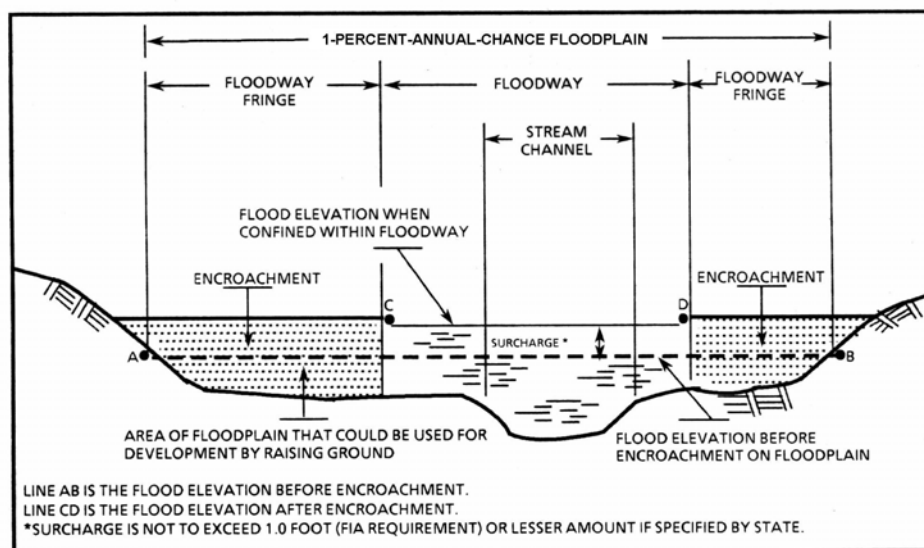 1-PERCENT-ANNUAL-CHANCE FLOODPLAIN
FLOODWAY
FRINGE
FLOODWAY
FLOODWAY
FRINGE
STREAM
CHANNEL
FLOOD ELEVATION WHEN
CONFINED WITHIN FLOODWAY
ENCROACHMENT
ENCROACHMENT
C
D
SURCHARGE *
A
B
AREA OF FLOODPLAIN THAT COULD BE USED FOR
DEVELOPMENT BY RAISING GROUND
FLOOD ELEVATION BEFORE
ENCROACHMENT ON FLOODPLAIN
LINE AB IS THE FLOOD ELEVATION BEFORE ENCROACHMENT.
LINE CD IS THE FLOOD ELEVATION AFTER ENCROACHMENT.
*SURCHARGE IS NOT TO EXCEED 1.0 FOOT (FIA REQUIREMENT) OR LESSER AMOUNT IF SPECIFIED BY STATE.